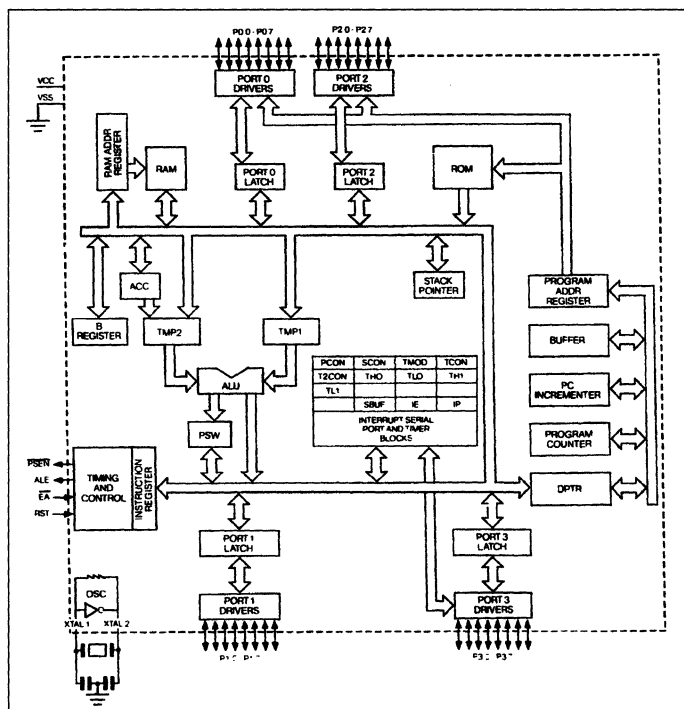 P0 0 - P0 7
P2 0 - P2 7
VCC
VSS
PORT 0
DRIVERS
PORT 2
DRIVERS
RAM ADDR
REGISTER
RAM
PORT 0
LATCH
PORT 2
LATCH
ROM
ACC
STACK
POINTER
PROGRAM
ADDR
REGISTER
B
REGISTER
TMP2
TMP1
BUFFER
ALU
PCON SCON TMOD TCON
T2CON THO TLO TH1
TL1
SBUF IE IP
INTERRUPT SERIAL
PORT AND TIMER
BLOCKS
PC
INCREMENTER
PSW
PROGRAM
COUNTER
PSEN
ALE
EA
RST
TIMING
AND
CONTROL
INSTRUCTION
REGISTER
DPTR
PORT 1
LATCH
PORT 3
LATCH
OSC
XTAL 1
XTAL 2
PORT 1
DRIVERS
PORT 3
DRIVERS